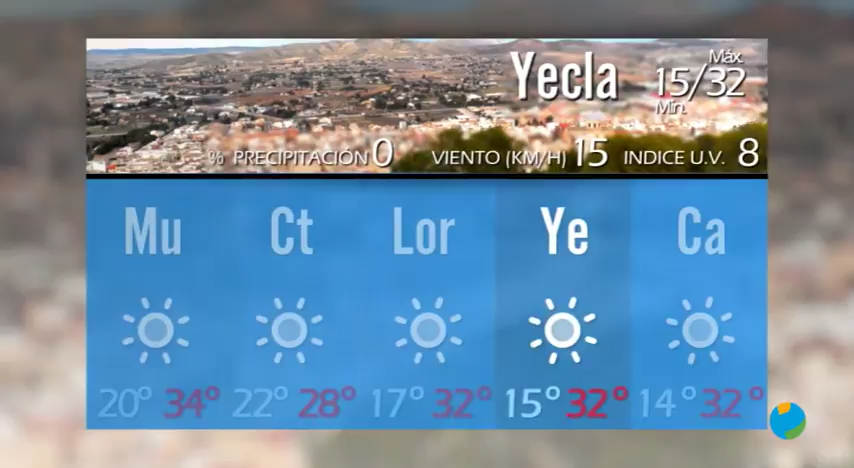 Yecla
Máx.
15/32
Mín.
% PRECIPITACIÓN 0 VIENTO (KM/H) 15 INDICE U.V. 8
Mu Ct Lor Ye Ca
20° 34° 22° 28° 17° 32° 15° 32° 14° 32°